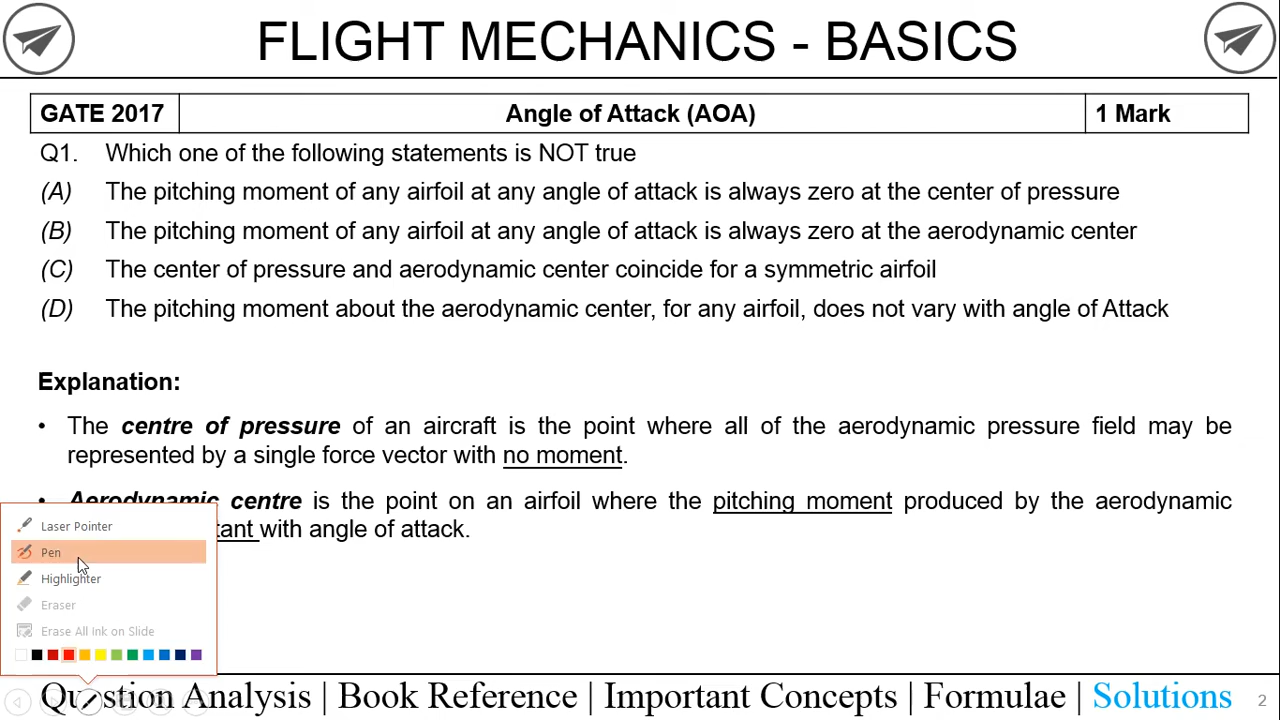 FLIGHT MECHANICS - BASICS
GATE 2017 Angle of Attack (AOA) 1 Mark
Q1. Which one of the following statements is NOT true
(A) The pitching moment of any airfoil at any angle of attack is always zero at the center of pressure
(B) The pitching moment of any airfoil at any angle of attack is always zero at the aerodynamic center
(C) The center of pressure and aerodynamic center coincide for a symmetric airfoil
(D) The pitching moment about the aerodynamic center, for any airfoil, does not vary with angle of Attack
Explanation:
• The centre of pressure of an aircraft is the point where all of the aerodynamic pressure field may be
represented by a single force vector with no moment.
• Aerodynamic centre is the point on an airfoil where the pitching moment produced by the aerodynamic
tant with angle of attack.
Laser Pointer
Pen
Highlighter
Eraser
Erase All Ink on Slide
Question Analysis | Book Reference | Important Concepts | Formulae | Solutions
2